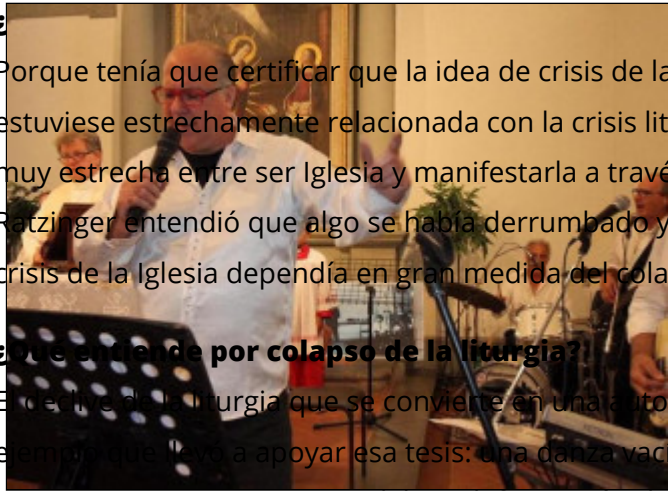 ¿
Porque tenía que certificar que la idea de crisis de la
estuviese estrechamente relacionada con la crisis lit
muy estrecha entre ser Iglesia y manifestarla a travé
Ratzinger entendió que algo se había derrumbado y
crisis de la Iglesia dependía en gran medida del cola
¿Que entiende por colapso de la liturgia?
El declive de la liturgia que se convierte en una auto
ejemplo que llevó a apoyar esa tesis: una danza vací